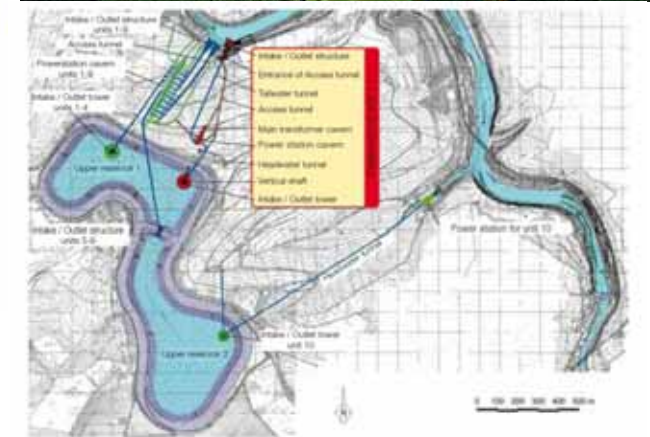 Intake / Outlet structure
units 1-9
Access tunnel
Powerstation cavern
units 1-9
Intake / Outlet tower
units 1-4
Upper reservoir 1
Intake / Outlet structure
units 5-9
Upper reservoir 2
Intake / Outlet structure
Entrance of Access tunnel
Tailwater tunnel
Access tunnel
Main transformer cavern
Power station cavern
Headwater tunnel
Vertical shaft
Intake / Outlet tower
Power station for unit 10
Headwater tunnel
Intake / Outlet tower
unit 10
0 100 200 300 400 500 m